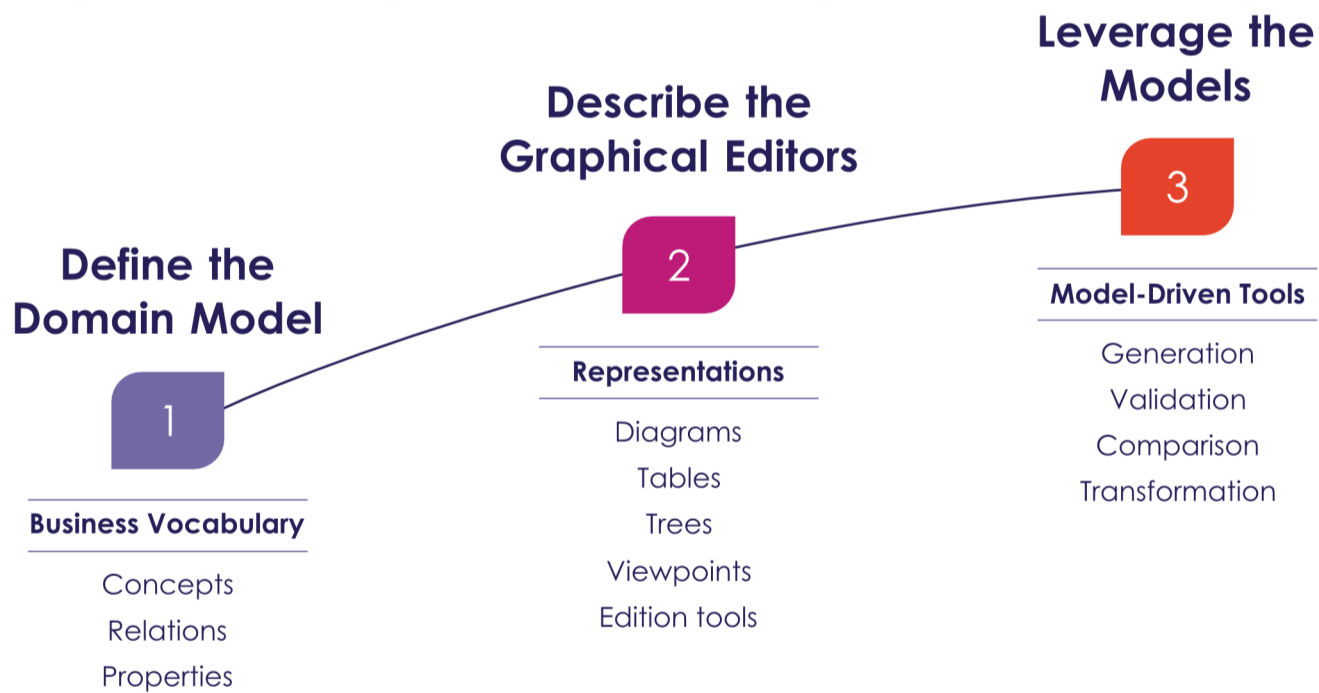 Define the
Domain Model
1
Business Vocabulary
Concepts
Relations
Properties
Describe the
Graphical Editors
2
Representations
Diagrams
Tables
Trees
Viewpoints
Edition tools
Leverage the
Models
3
Model-Driven Tools
Generation
Validation
Comparison
Transformation